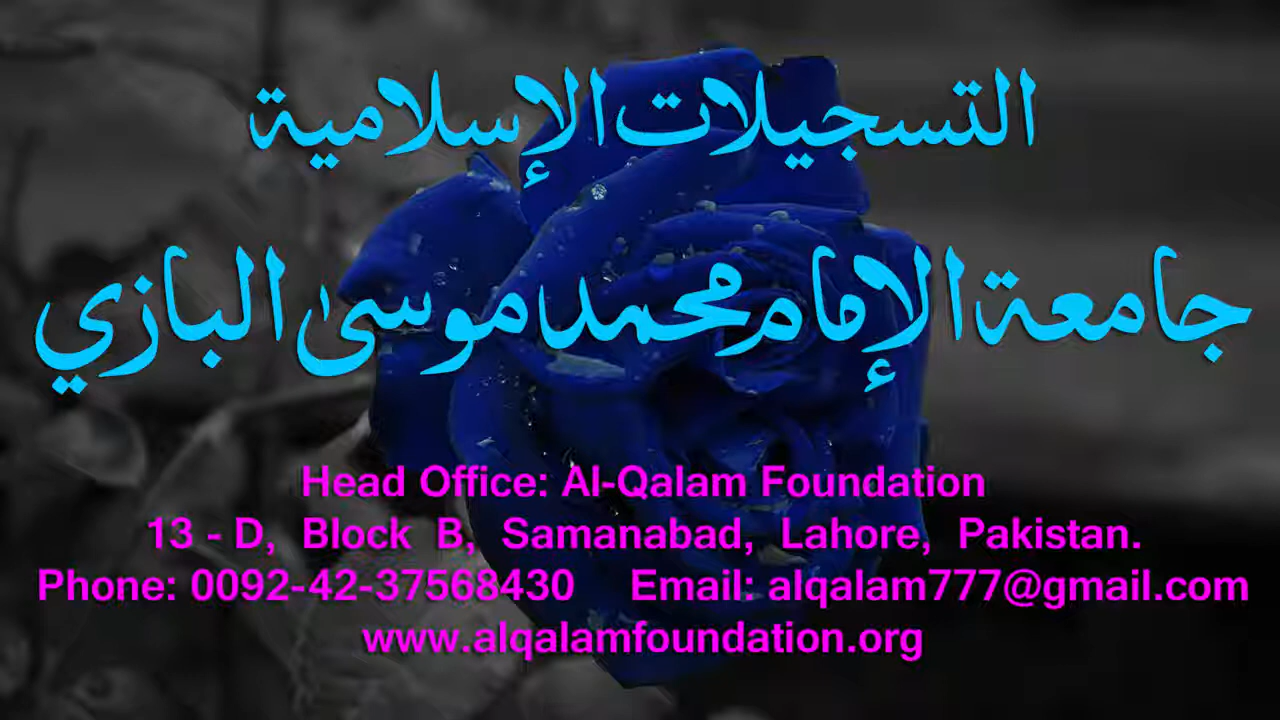 التسجيلات الإسلامية
جامعة الإمام محمد موسىٰ البازي
Head Office: Al-Qalam Foundation
13 - D, Block B, Samanabad, Lahore, Pakistan.
Phone: 0092-42-37568430 Email: alqalam777@gmail.com
www.alqalamfoundation.org